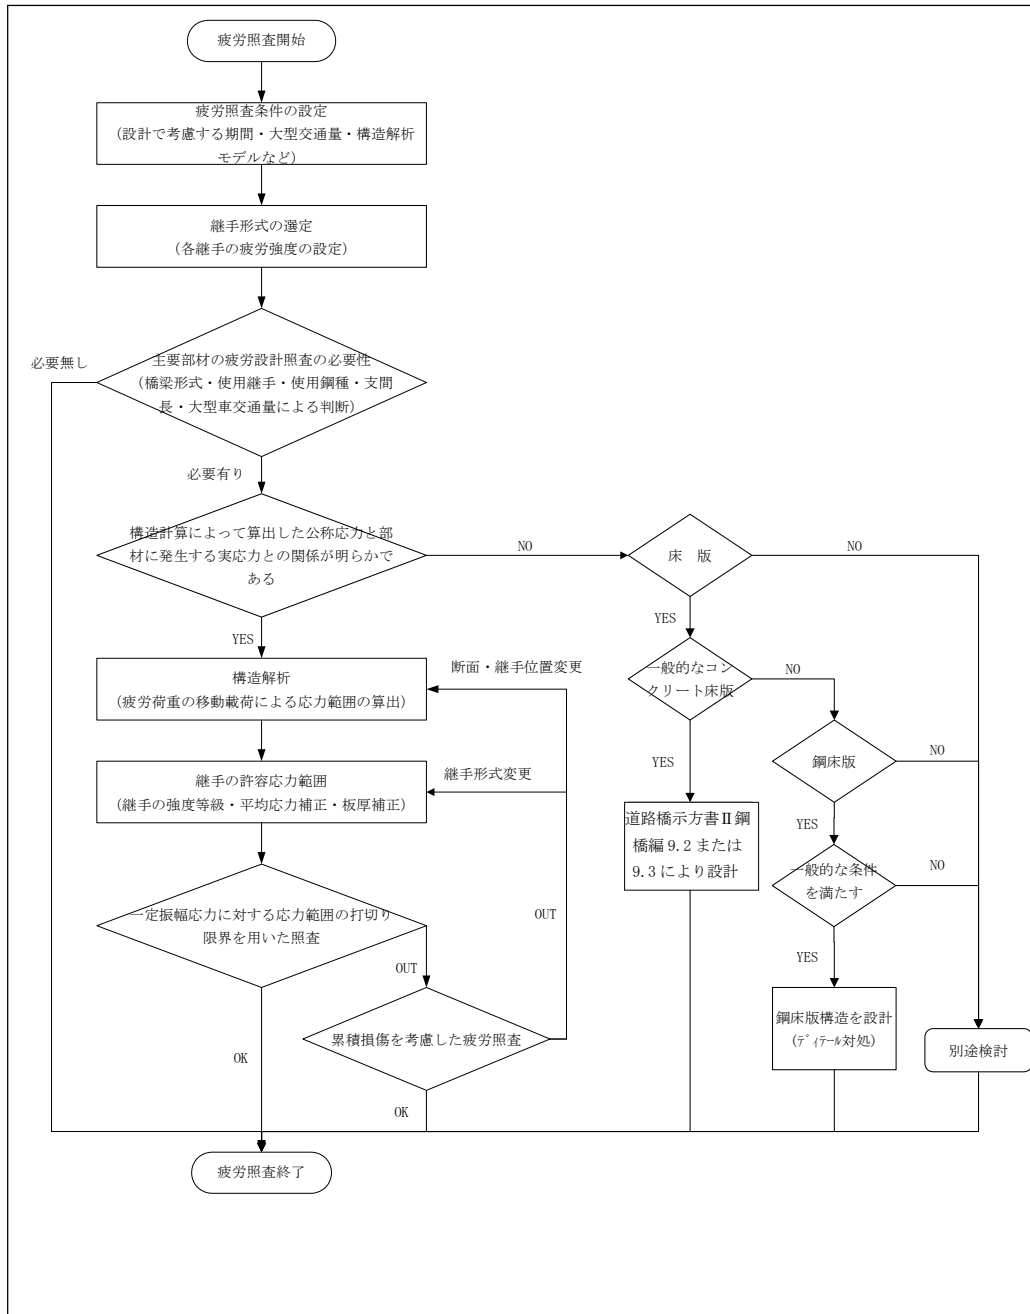 疲労照査開始
疲労照査条件の設定
（設計で考慮する期間・大型交通量・構造解析
モデルなど）
継手形式の選定
（各継手の疲労強度の設定）
必要無し
主要部材の疲労設計照査の必要性
（橋梁形式・使用継手・使用鋼種・支間
長・大型車交通量による判断）
必要有り
構造計算によって算出した公称応力と部
材に発生する実応力との関係が明らかで
ある
NO
床　版
NO
YES
YES
構造解析
（疲労荷重の移動載荷による応力範囲の算出）
断面・継手位置変更
一般的なコン
クリート床版
NO
継手の許容応力範囲
（継手の強度等級・平均応力補正・板厚補正）
継手形式変更
YES
鋼床版
NO
道路橋示方書Ⅱ鋼
橋編 9.2 または
9.3 により設計
YES
一般的な条件
を満たす
NO
一定振幅応力に対する応力範囲の打切り
限界を用いた照査
OUT
OUT
YES
累積損傷を考慮した疲労照査
鋼床版構造を設計
（ﾃﾞｨﾃｰﾙ対処）
別途検討
OK
OK
疲労照査終了